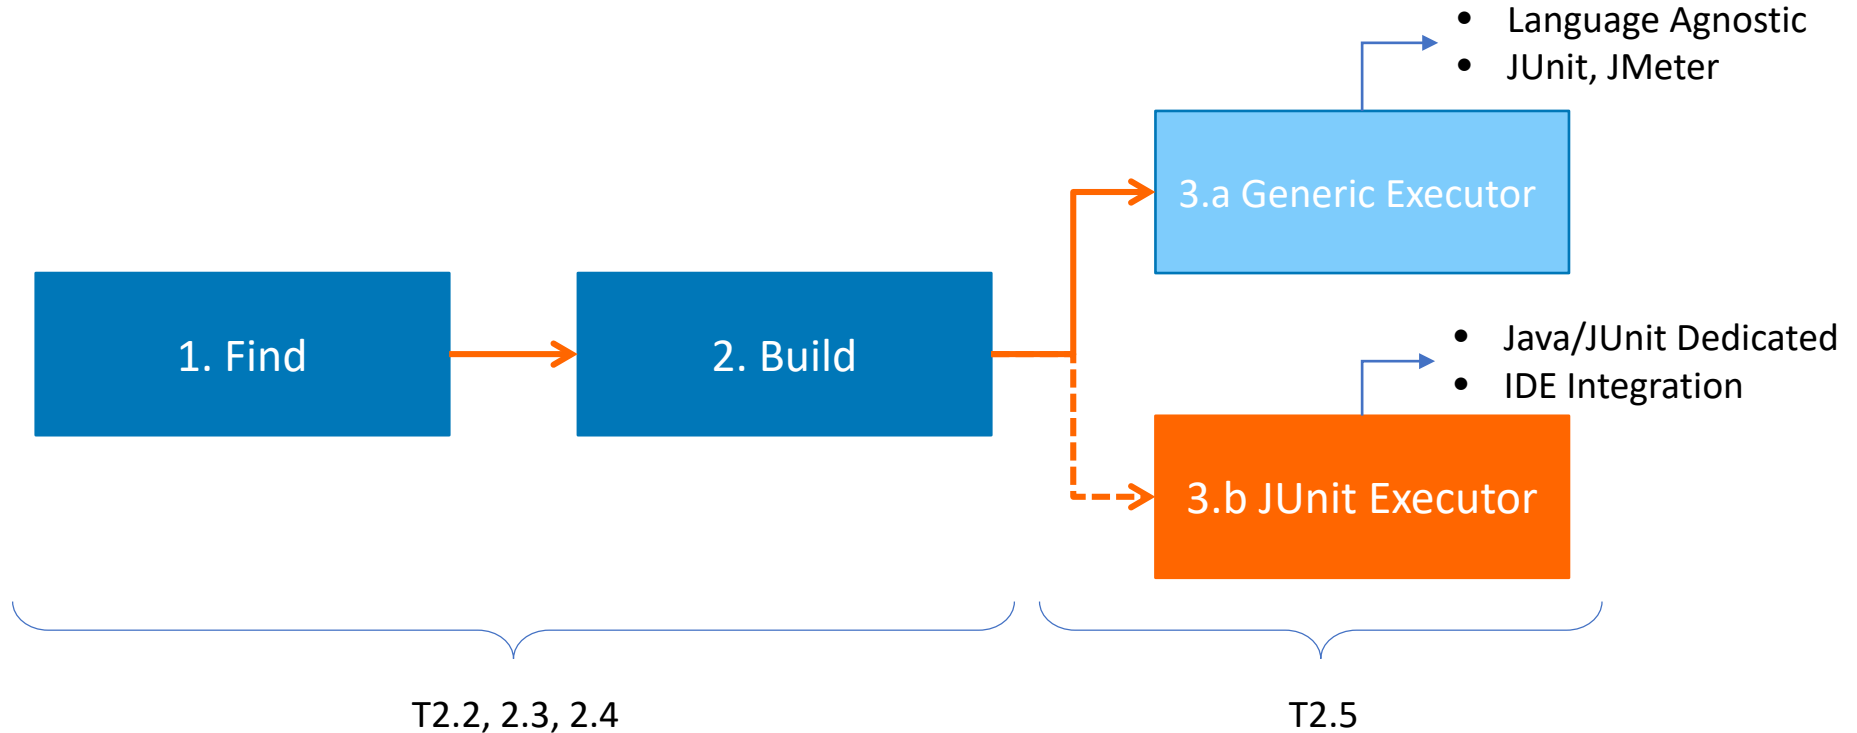 • Language Agnostic
• JUnit, JMeter
3.a Generic Executor
1. Find
2. Build
• Java/JUnit Dedicated
• IDE Integration
3.b JUnit Executor
T2.2, 2.3, 2.4
T2.5